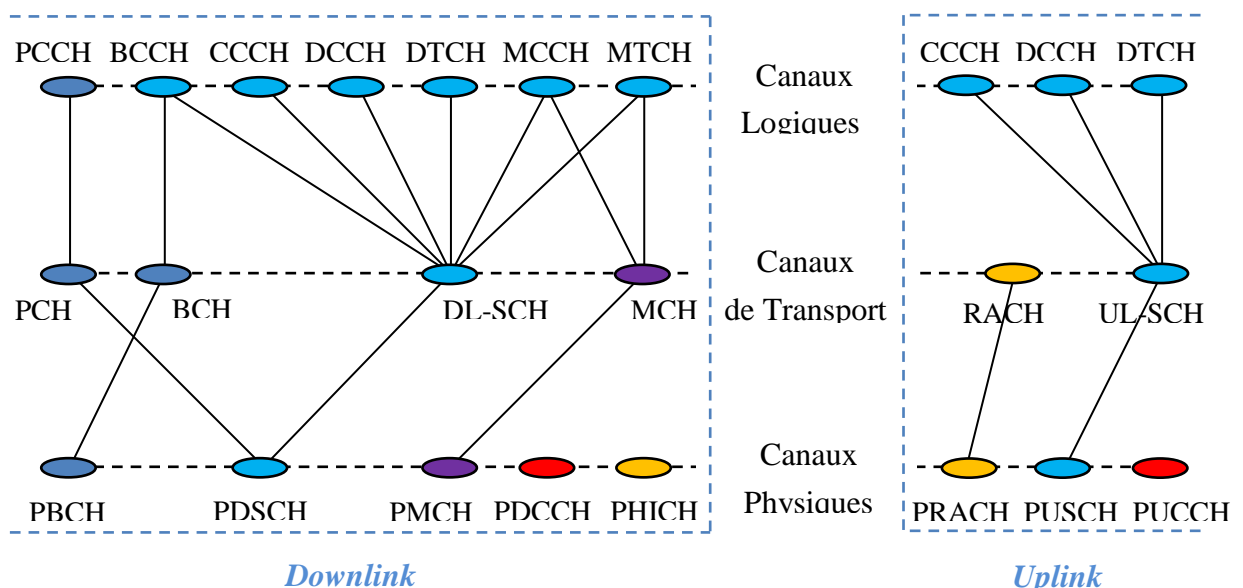 PCCH BCCH CCCH DCCH DTCH MCCH MTCH
Canaux
Logiques
CCCH DCCH DTCH
PCH BCH DL-SCH MCH
Canaux
de Transport
RACH UL-SCH
PBCH PDSCH PMCH PDCCH PHICH
Canaux
Physiques
PRACH PUSCH PUCCH
Downlink
Uplink